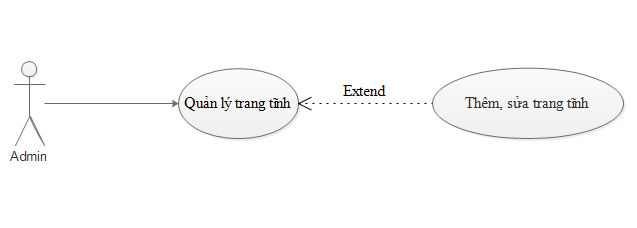 Extend
Quản lý trang tĩnh
Thêm, sửa trang tĩnh
Admin